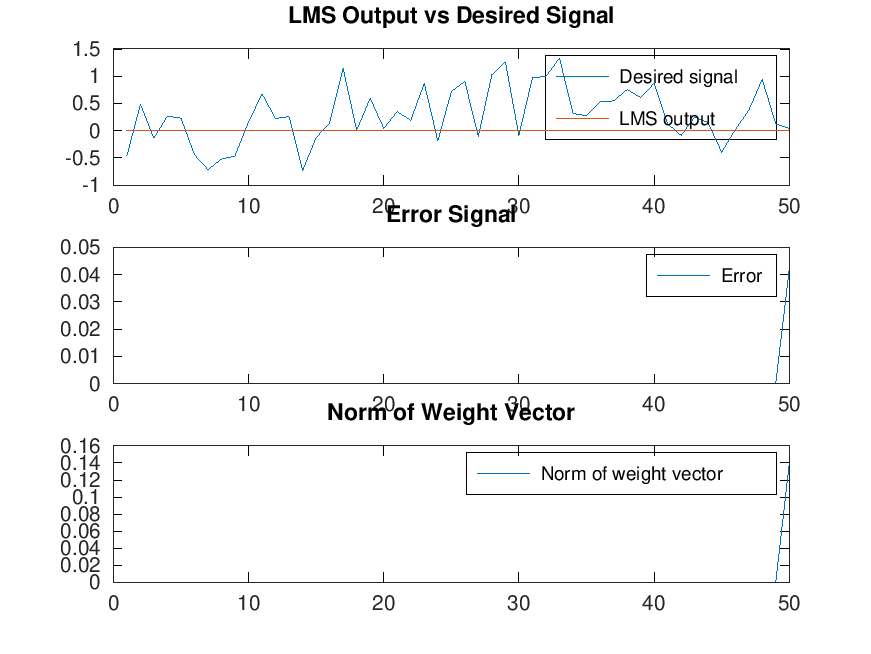 LMS Output vs Desired Signal
1.5
1
0.5
0
-0.5
-1
Desired signal
LMS output
0 10 20 30 40 50
Error Signal
0.05
0.04
0.03
0.02
0.01
0
Error
0 10 20 30 40 50
Norm of Weight Vector
0.16
0.14
0.12
0.1
0.08
0.06
0.04
0.02
0
Norm of weight vector
0 10 20 30 40 50